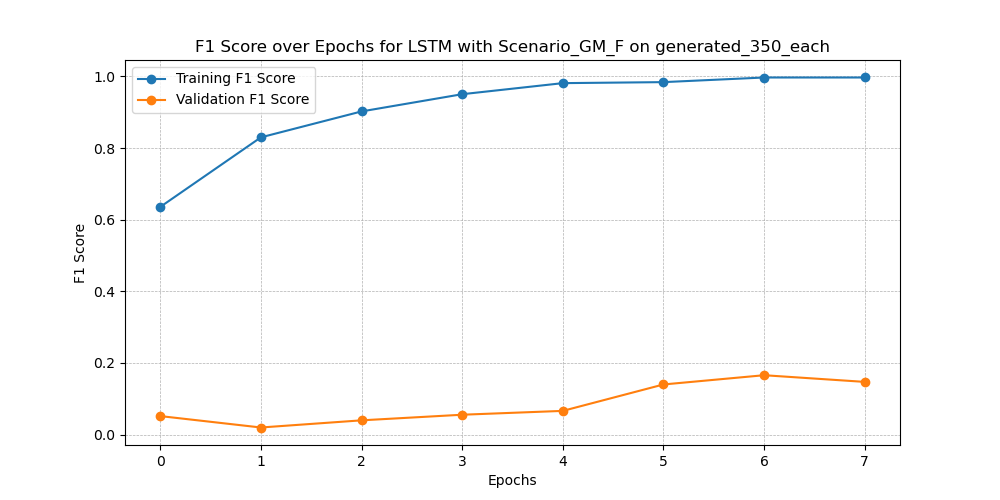 F1 Score over Epochs for LSTM with Scenario_GM_F on generated_350_each
Training F1 Score
Validation F1 Score
F1 Score
1.0
0.8
0.6
0.4
0.2
0.0
0 1 2 3 4 5 6 7
Epochs